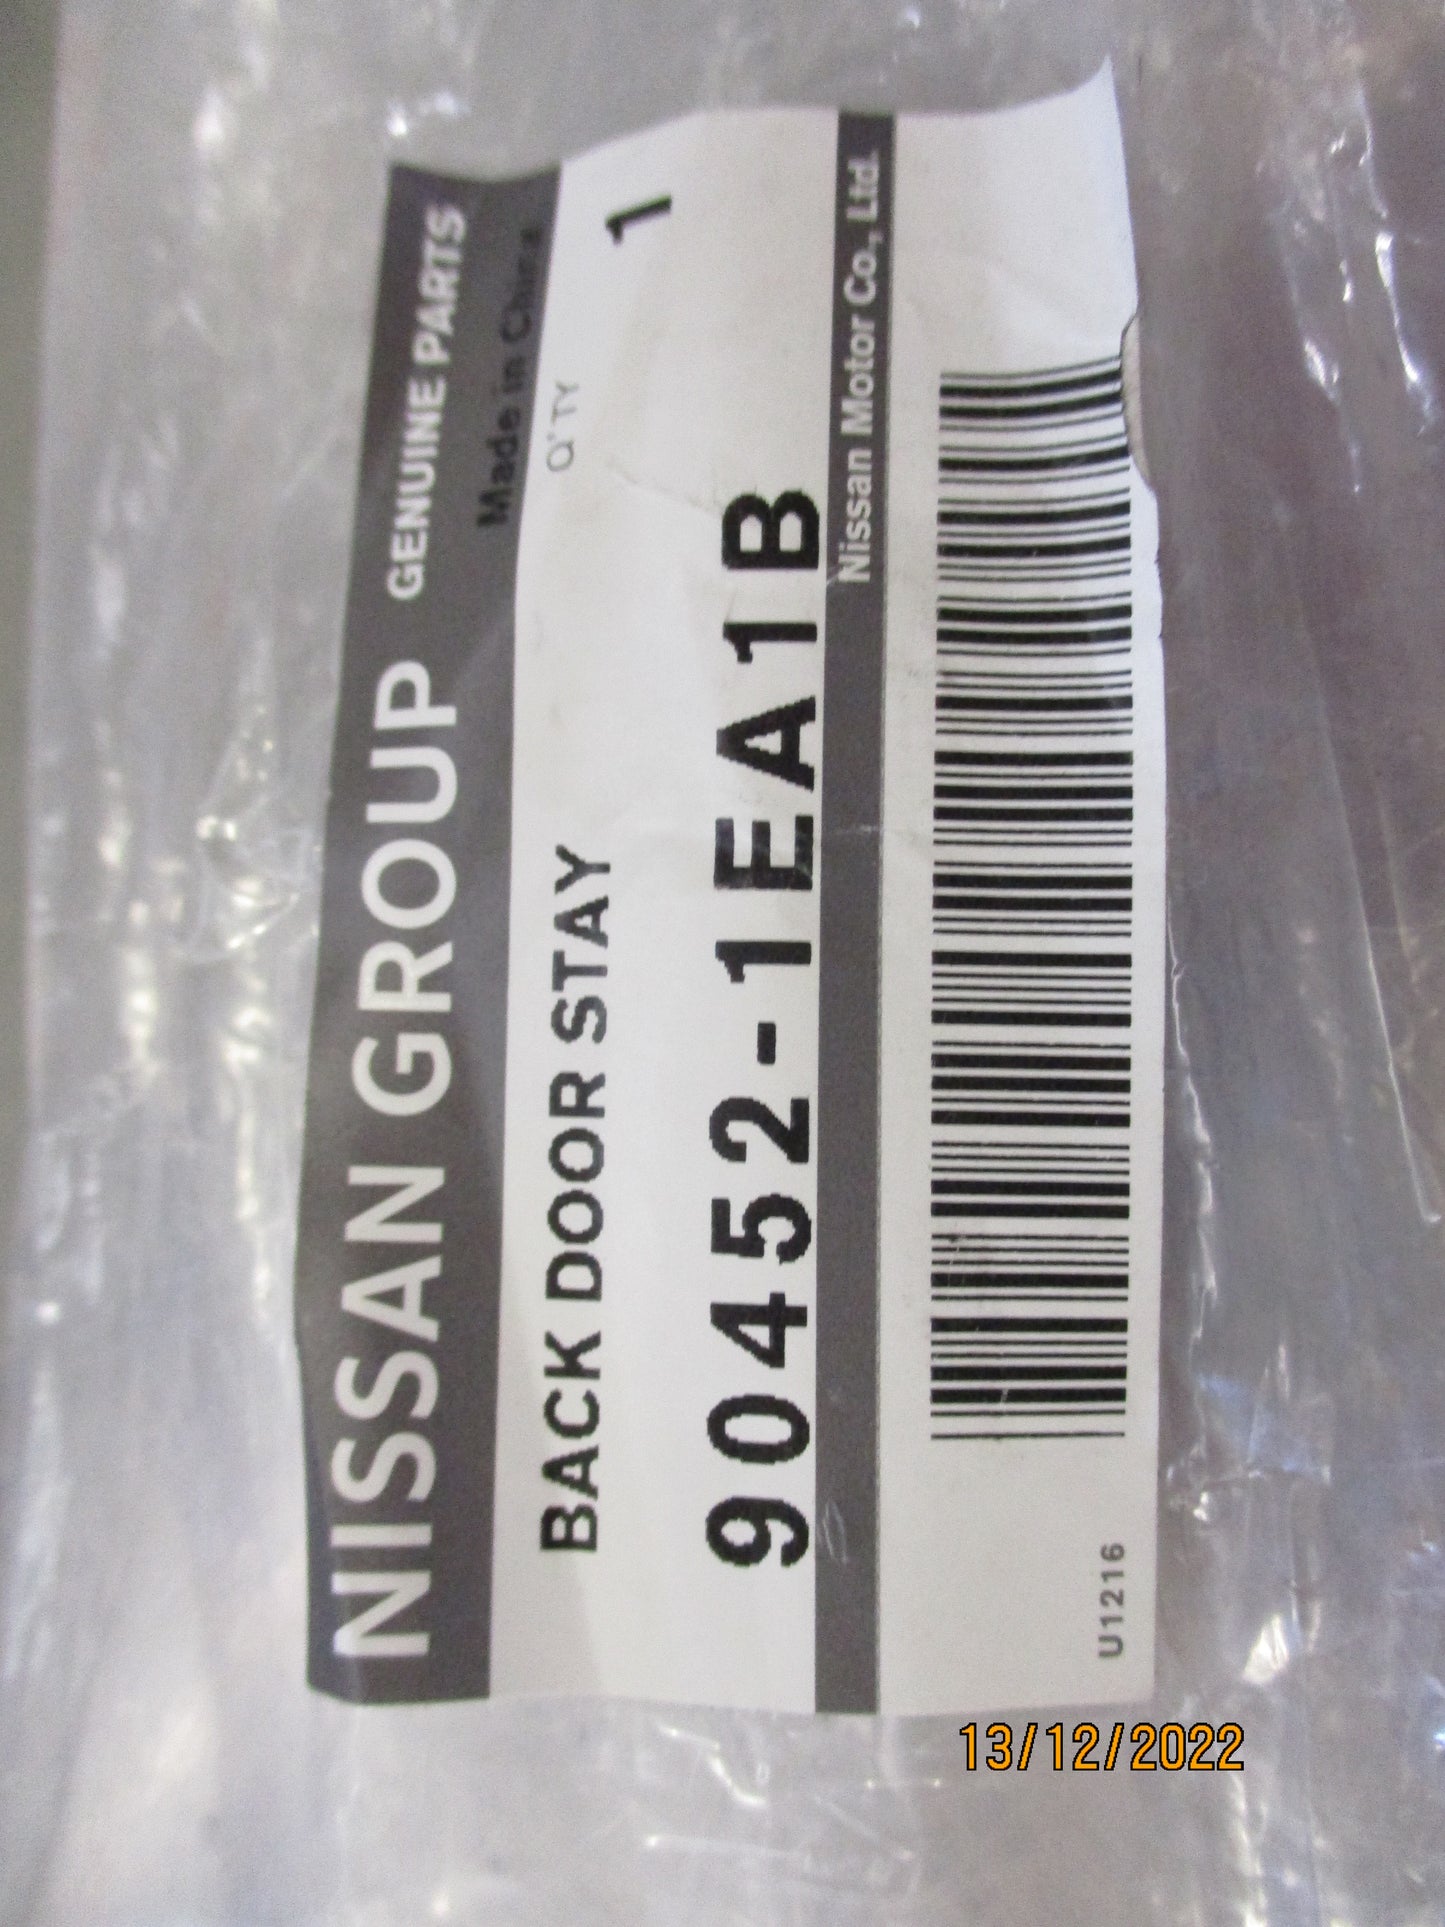 NISSAN GROUP GENUINE PARTS
Made in China
BACK DOOR STAY
Q'TY
1
90452-1EA1B
Nissan Motor Co., Ltd.
U1216
13/12/2022